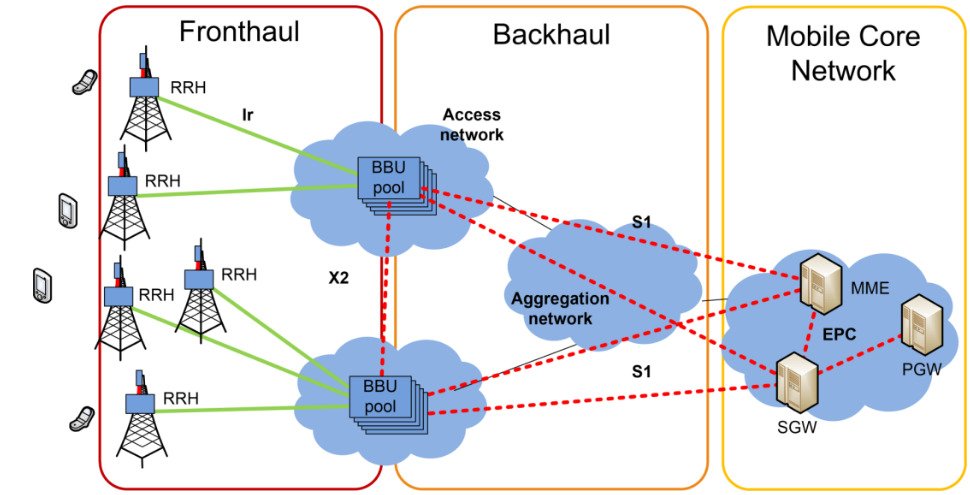 Fronthaul
Backhaul
Mobile Core
Network
RRH
Ir
Access
network
BBU
pool
RRH
S1
X2
RRH
RRH
Aggregation
network
MME
EPC
PGW
BBU
pool
S1
RRH
SGW